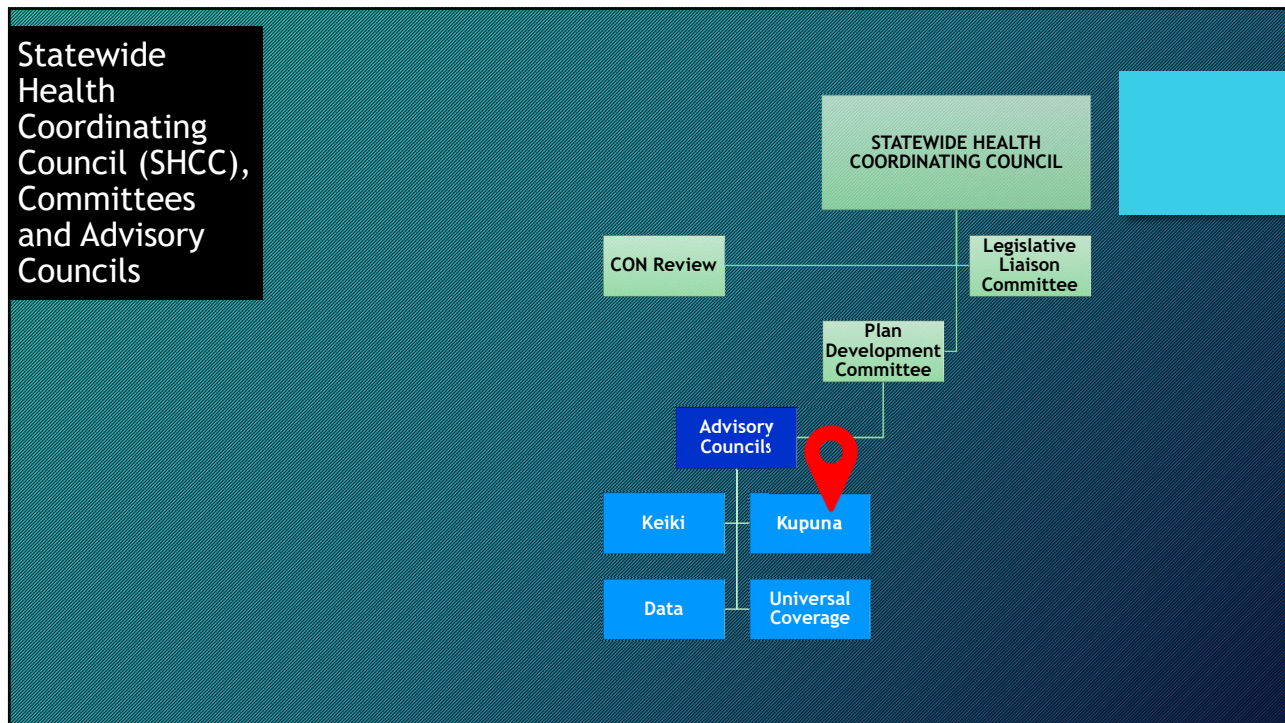 Statewide
Health
Coordinating
Council (SHCC),
Committees
and Advisory
Councils
STATEWIDE HEALTH
COORDINATING COUNCIL
CON Review
Legislative
Liaison
Committee
Plan
Development
Committee
Advisory
Councils
Keiki
Kupuna
Data
Universal
Coverage